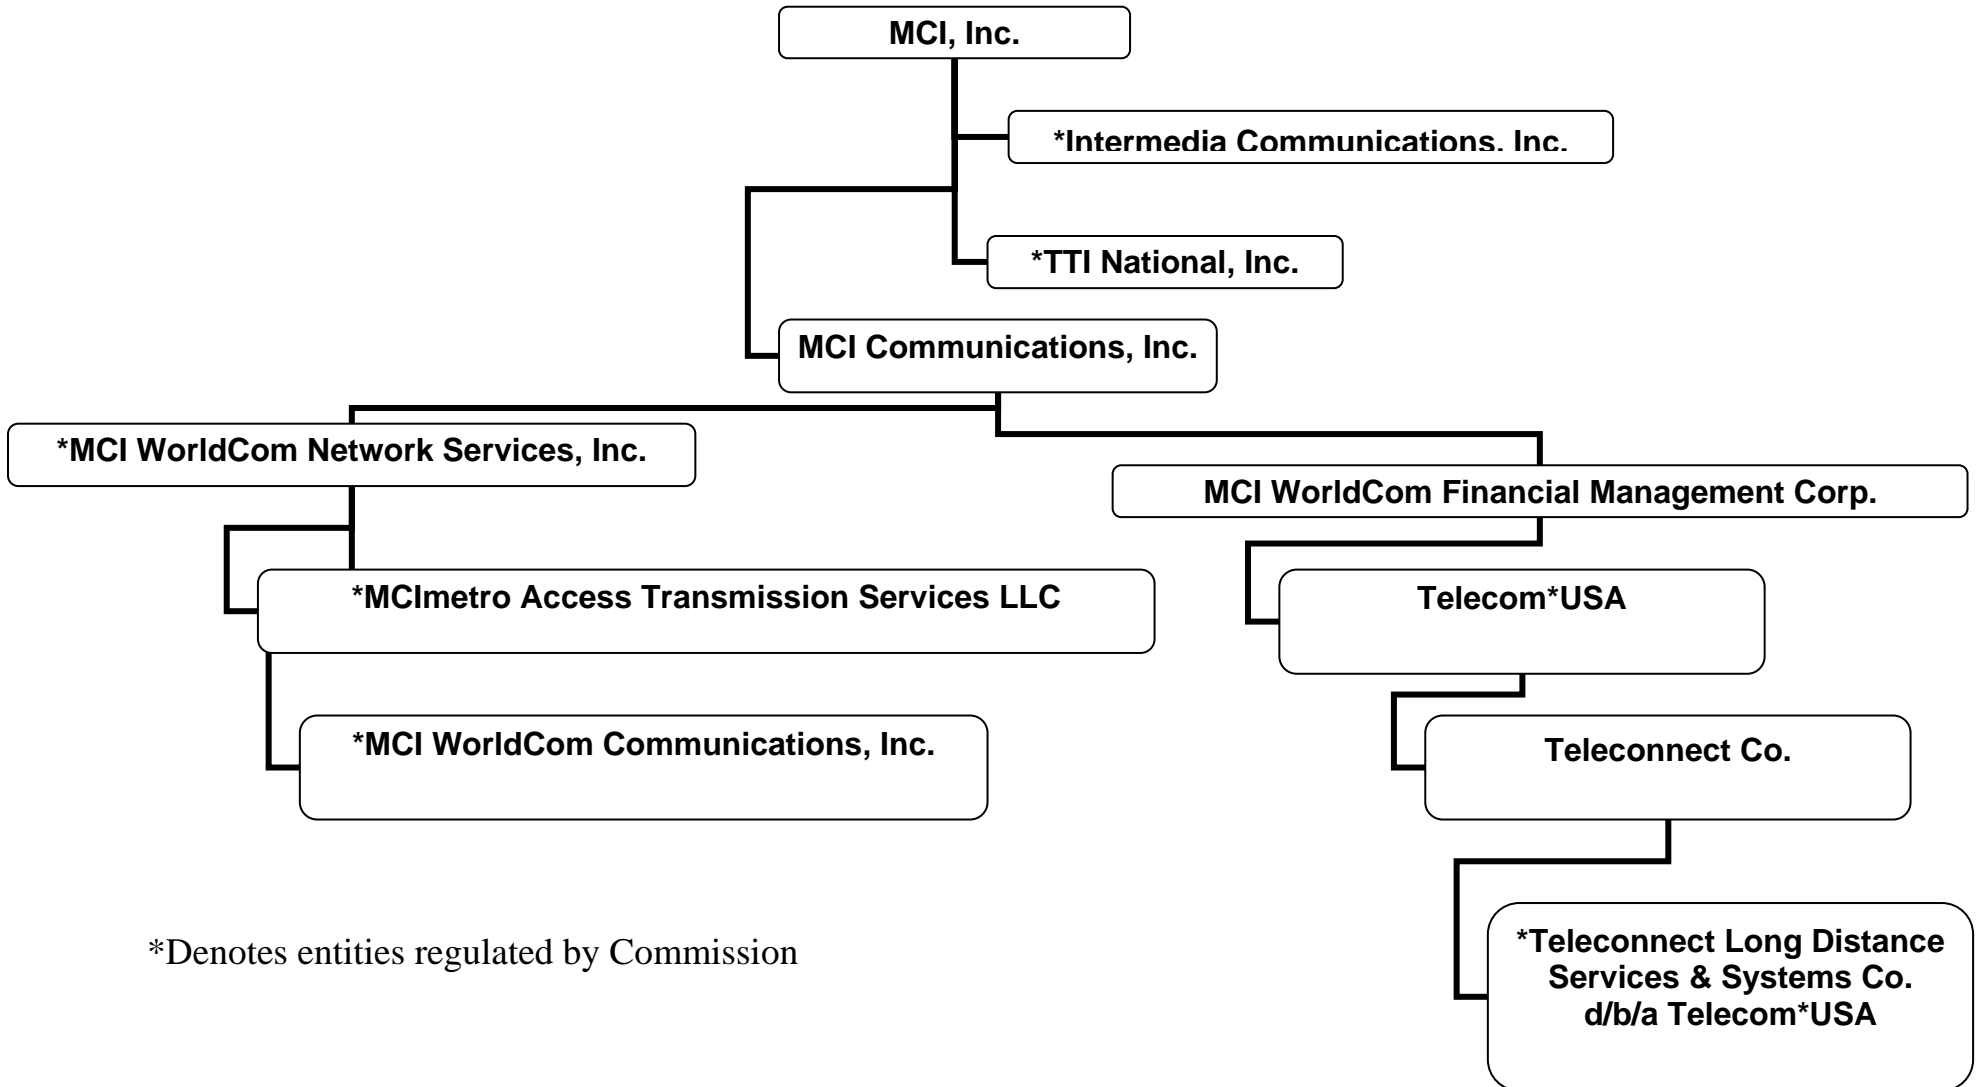 MCI, Inc.
*Intermedia Communications, Inc.
*TTI National, Inc.
MCI Communications, Inc.
*MCI WorldCom Network Services, Inc.
MCI WorldCom Financial Management Corp.
*MCImetro Access Transmission Services LLC
Telecom*USA
*MCI WorldCom Communications, Inc.
Teleconnect Co.
*Teleconnect Long Distance
Services & Systems Co.
d/b/a Telecom*USA
*Denotes entities regulated by Commission